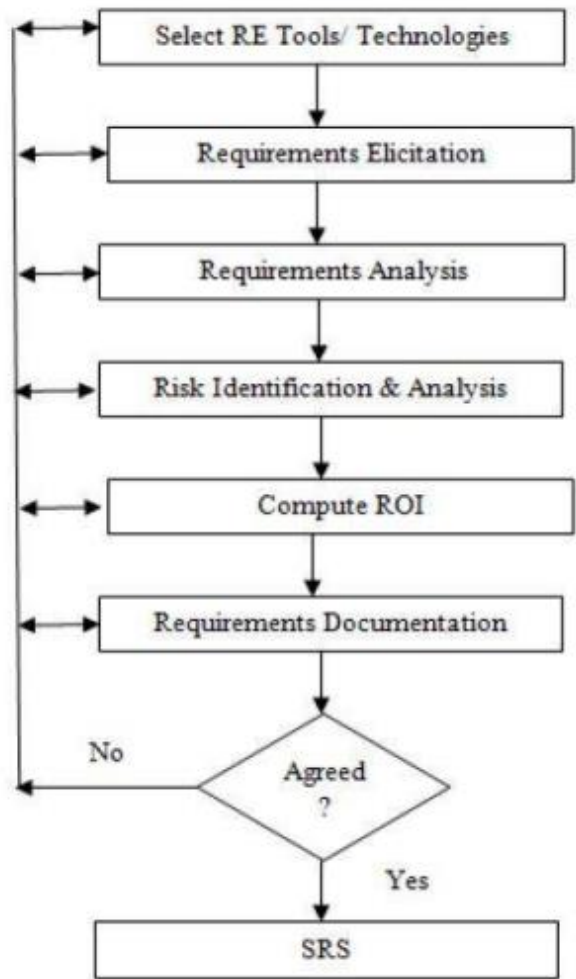 Select RE Tools/ Technologies
Requirements Elicitation
Requirements Analysis
Risk Identification & Analysis
Compute ROI
Requirements Documentation
No
Agreed
?
Yes
SRS